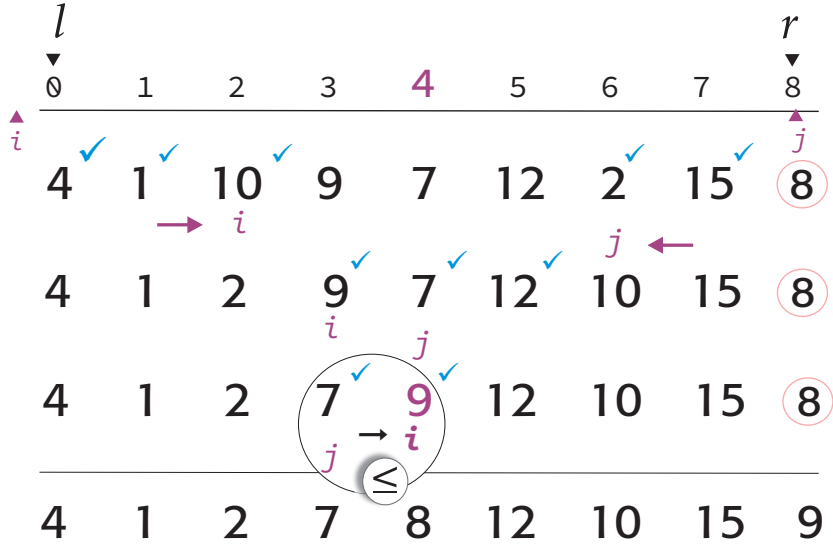 l r
0 1 2 3 4 5 6 7 8
i j
4 1 10 9 7 12 2 15 8
i j
4 1 2 9 7 12 10 15 8
i j
4 1 2 7 9 12 10 15 8
j → i
≤
4 1 2 7 8 12 10 15 9